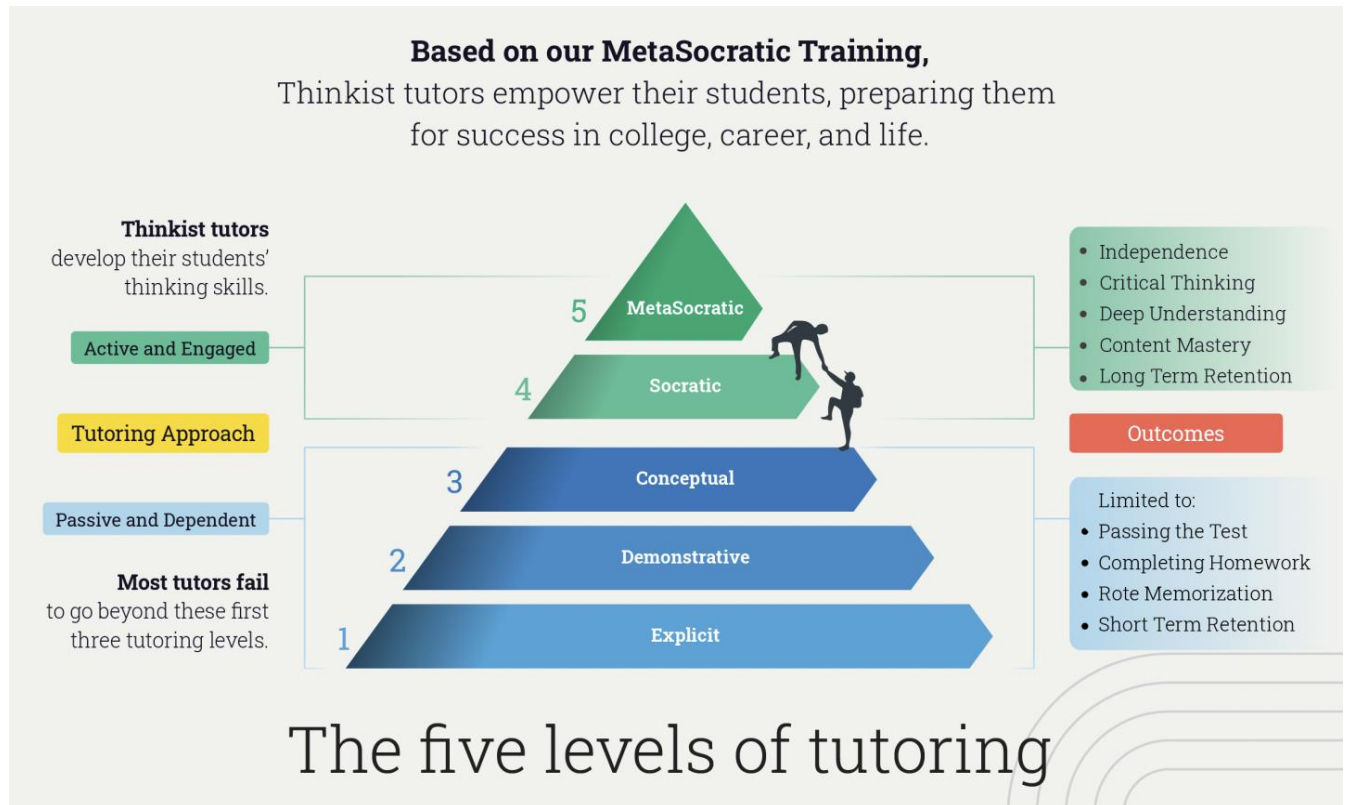 Based on our MetaSocratic Training,
Thinkist tutors empower their students, preparing them
for success in college, career, and life.
Thinkist tutors
develop their students’
thinking skills.
Active and Engaged
Tutoring Approach
Passive and Dependent
Most tutors fail
to go beyond these first
three tutoring levels.
5 MetaSocratic
4 Socratic
3 Conceptual
2 Demonstrative
1 Explicit
• Independence
• Critical Thinking
• Deep Understanding
• Content Mastery
• Long Term Retention
Outcomes
Limited to:
• Passing the Test
• Completing Homework
• Rote Memorization
• Short Term Retention
The five levels of tutoring